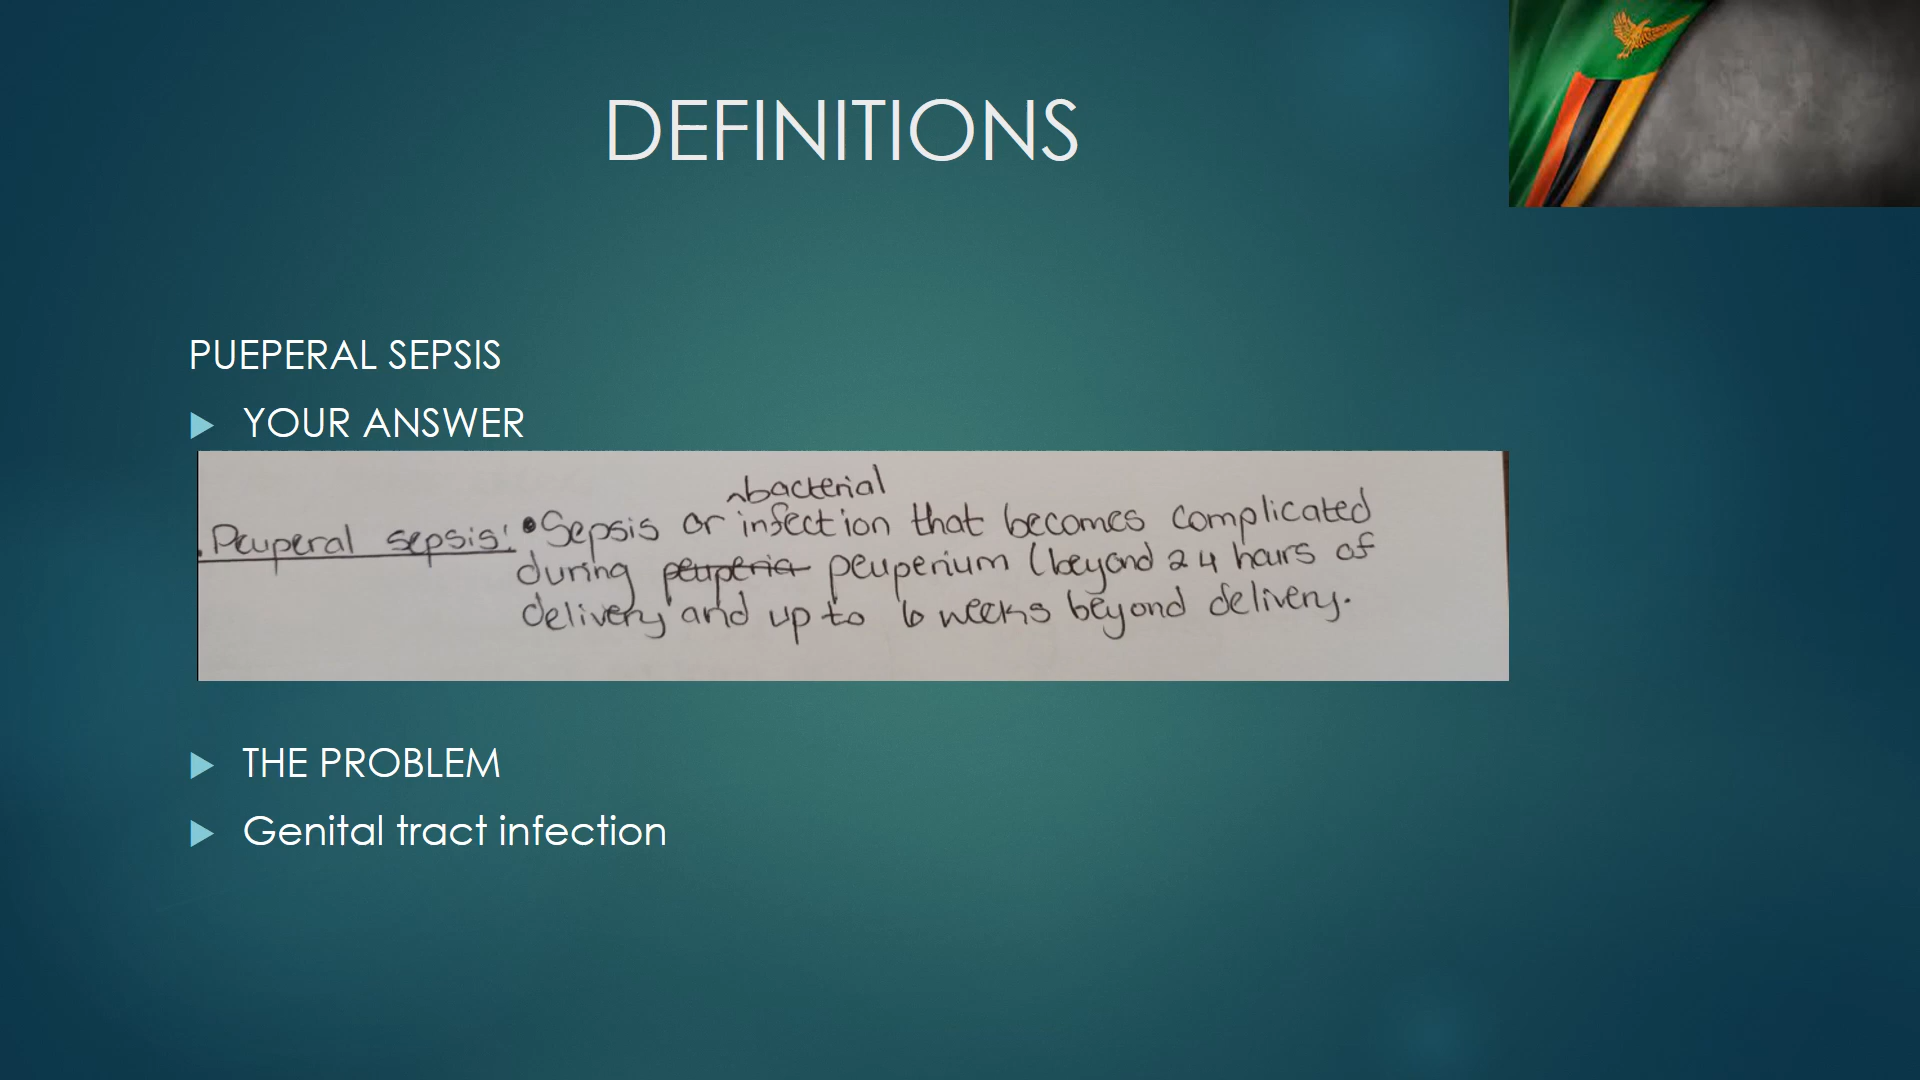 DEFINITIONS
PUEPERAL SEPSIS
YOUR ANSWER
bacterial
Peuperal sepsis: • Sepsis or infection that becomes complicated
during peuperia peuperium (beyond 24 hours of
delivery and up to 6 weeks beyond delivery.
THE PROBLEM
Genital tract infection